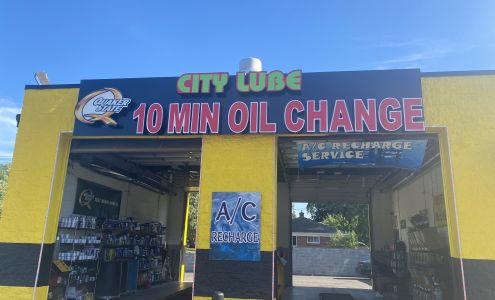 CITY LUBE
QUAKER
STATE
10 MIN OIL CHANGE
A/C RECHARGE
SERVICE
A/C
RECHARGE